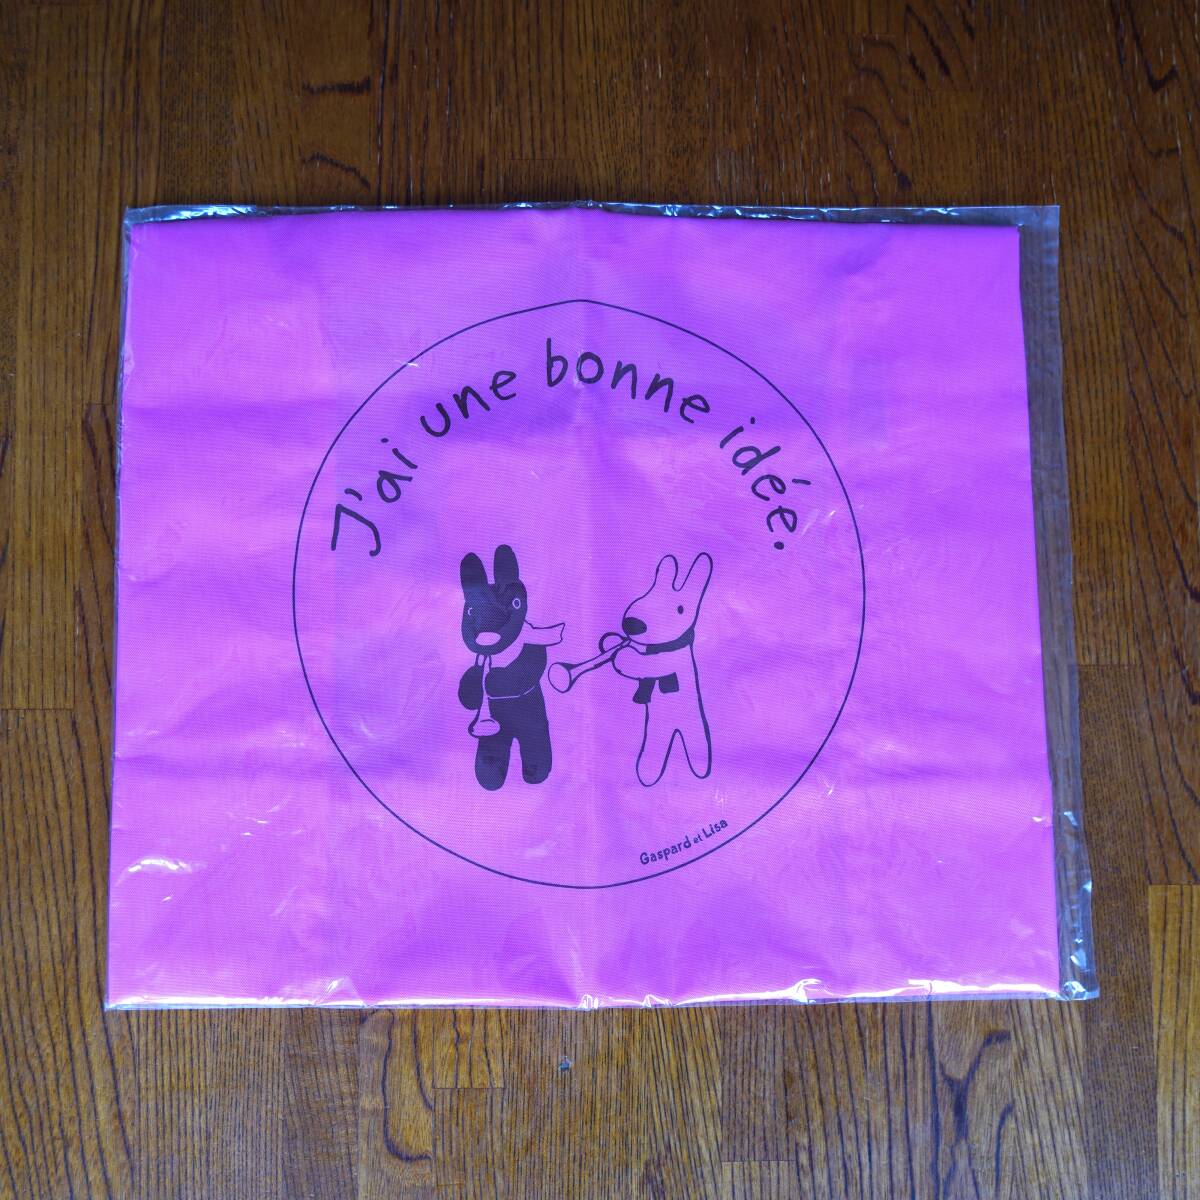 J'ai une bonne idée.
Gaspard et Lisa